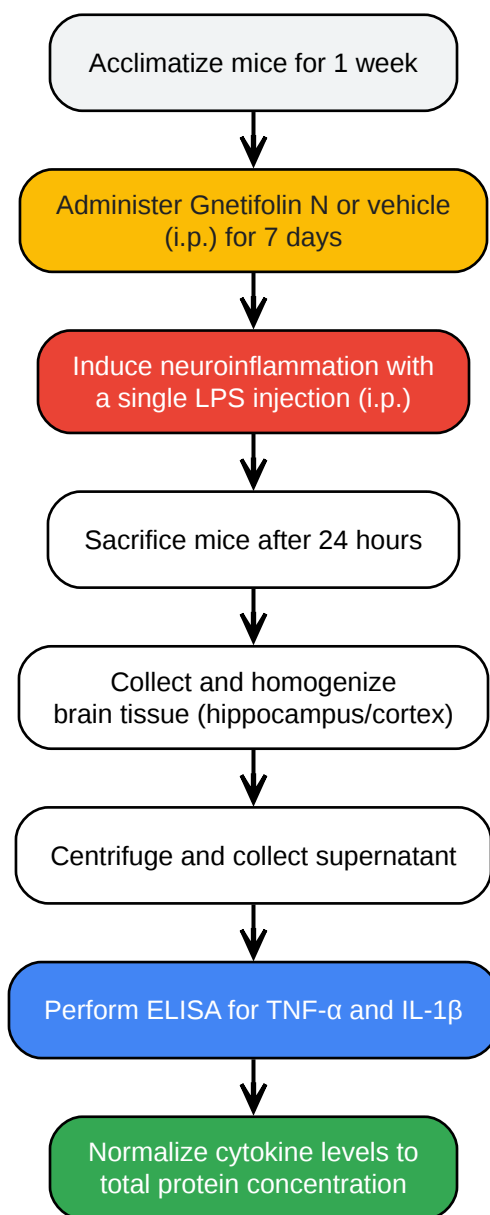 Acclimatize mice for 1 week
Administer Gnetifolin N or vehicle
(i.p.) for 7 days
Induce neuroinflammation with
a single LPS injection (i.p.)
Sacrifice mice after 24 hours
Collect and homogenize
brain tissue (hippocampus/cortex)
Centrifuge and collect supernatant
Perform ELISA for TNF-α and IL-1β
Normalize cytokine levels to
total protein concentration